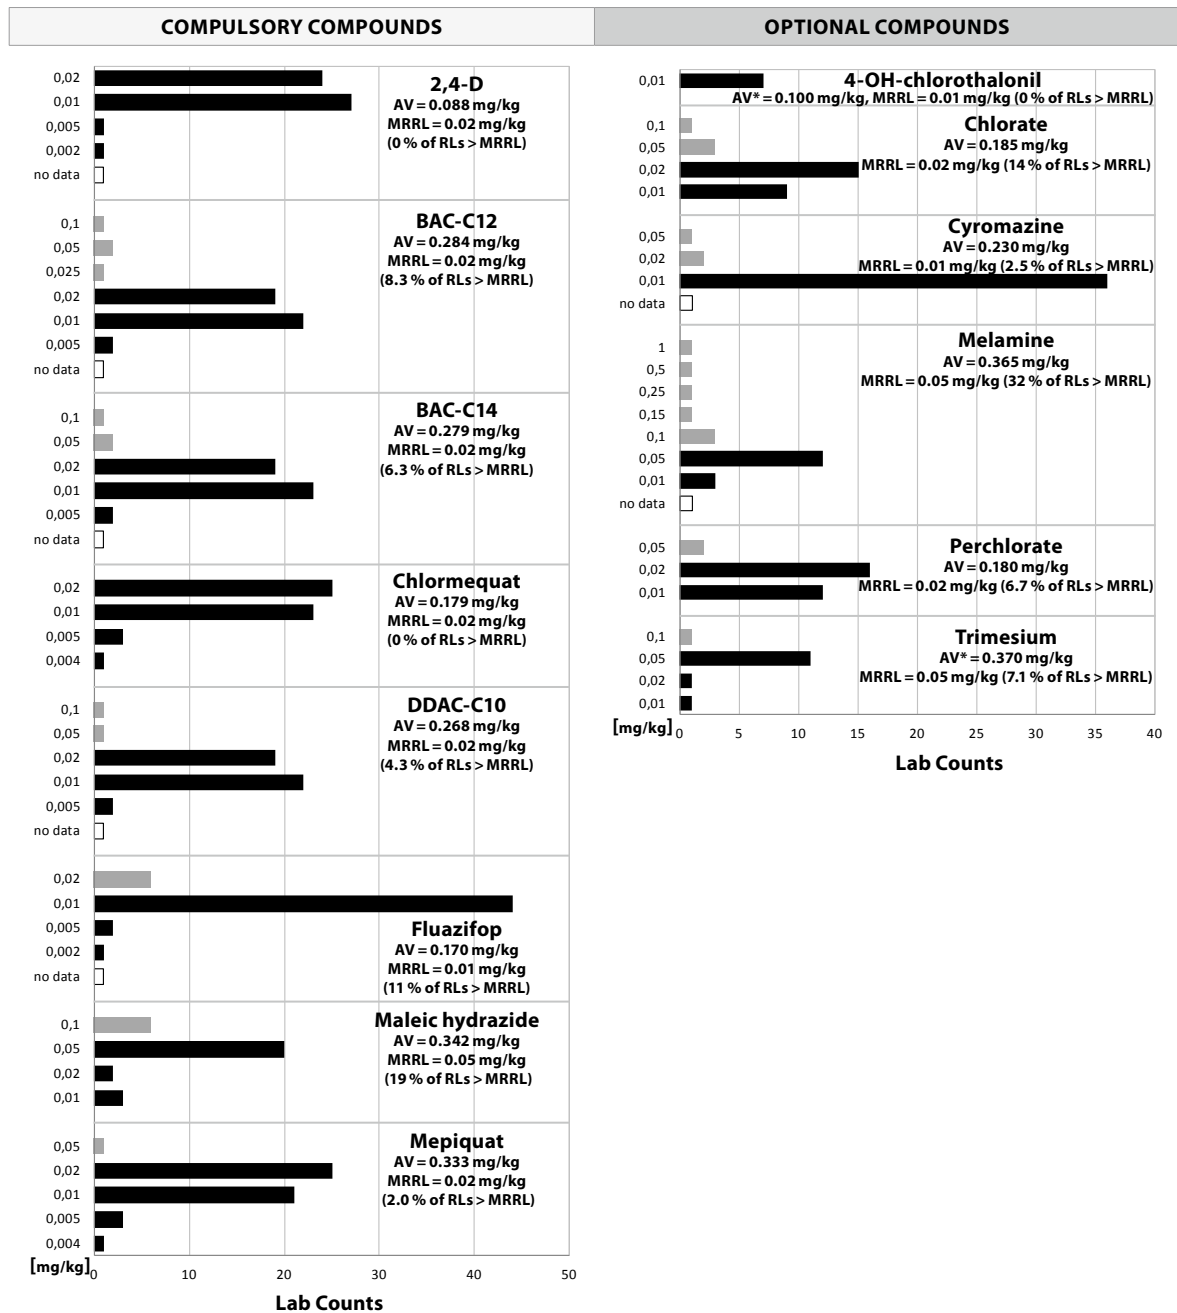 COMPULSORY COMPOUNDS
0,02
0,01
0,005
0,002
no data
2,4-D
AV = 0.088 mg/kg
MRRL = 0.02 mg/kg
(0 % of RLs > MRRL)
0,1
0,05
0,025
0,02
0,01
0,005
no data
BAC-C12
AV = 0.284 mg/kg
MRRL = 0.02 mg/kg
(8.3 % of RLs > MRRL)
0,1
0,05
0,02
0,01
0,005
no data
BAC-C14
AV = 0.279 mg/kg
MRRL = 0.02 mg/kg
(6.3 % of RLs > MRRL)
0,02
0,01
0,005
0,004
Chlormequat
AV = 0.179 mg/kg
MRRL = 0.02 mg/kg
(0 % of RLs > MRRL)
0,1
0,05
0,02
0,01
0,005
no data
DDAC-C10
AV = 0.268 mg/kg
MRRL = 0.02 mg/kg
(4.3 % of RLs > MRRL)
0,02
0,01
0,005
0,002
no data
Fluazifop
AV = 0.170 mg/kg
MRRL = 0.01 mg/kg
(11 % of RLs > MRRL)
0,1
0,05
0,02
0,01
Maleic hydrazide
AV = 0.342 mg/kg
MRRL = 0.05 mg/kg
(19 % of RLs > MRRL)
0,05
0,02
0,01
0,005
0,004
Mepiquat
AV = 0.333 mg/kg
MRRL = 0.02 mg/kg
(2.0 % of RLs > MRRL)
[mg/kg] 0 10 20 30 40 50
Lab Counts
OPTIONAL COMPOUNDS
0,01
4-OH-chlorothalonil
AV* = 0.100 mg/kg, MRRL = 0.01 mg/kg (0 % of RLs > MRRL)
0,1
0,05
0,02
0,01
Chlorate
AV = 0.185 mg/kg
MRRL = 0.02 mg/kg (14 % of RLs > MRRL)
0,05
0,02
0,01
no data
Cyromazine
AV = 0.230 mg/kg
MRRL = 0.01 mg/kg (2.5 % of RLs > MRRL)
1
0,5
0,25
0,15
0,1
0,05
0,01
no data
Melamine
AV = 0.365 mg/kg
MRRL = 0.05 mg/kg (32 % of RLs > MRRL)
0,05
0,02
0,01
Perchlorate
AV = 0.180 mg/kg
MRRL = 0.02 mg/kg (6.7 % of RLs > MRRL)
0,1
0,05
0,02
0,01
Trimesium
AV* = 0.370 mg/kg
MRRL = 0.05 mg/kg (7.1 % of RLs > MRRL)
[mg/kg] 0 5 10 15 20 25 30 35 40
Lab Counts